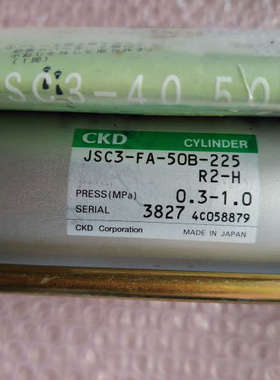 SC3-40.50
CKD CYLINDER
JSC3-FA-50B-225
R2-H
PRESS(MPa) 0.3-1.0
SERIAL 3827 4C058879
CKD Corporation MADE IN JAPAN